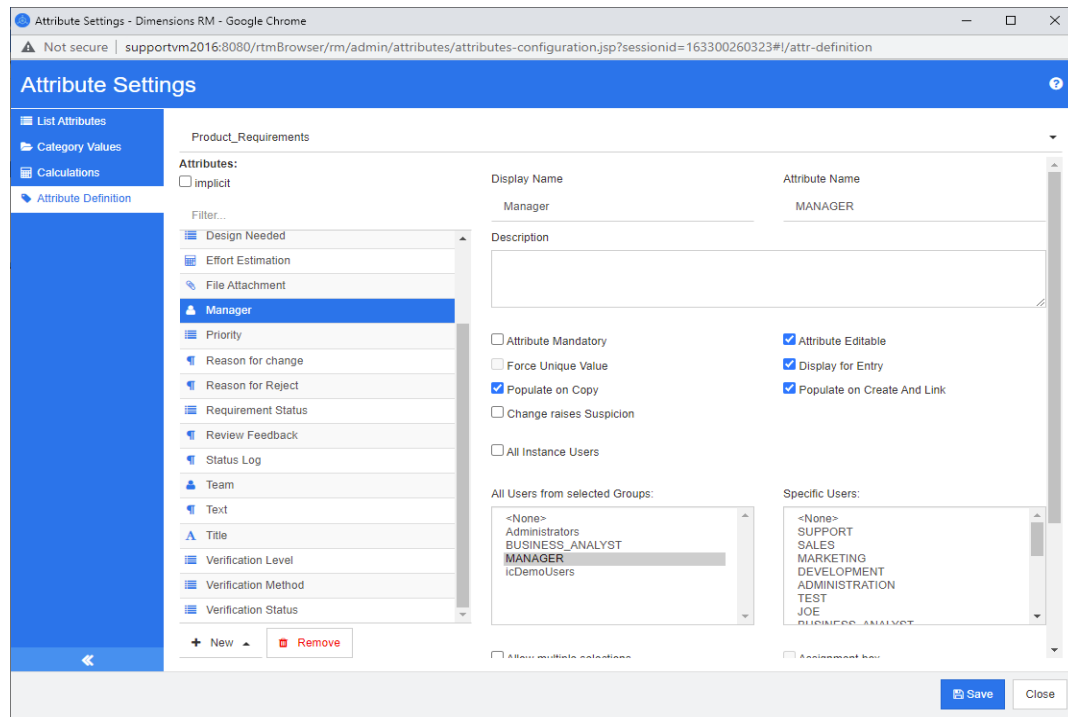 Attribute Settings - Dimensions RM - Google Chrome
Not secure | supportvm2016:8080/rtmBrowser/rm/admin/attributes/attributes-configuration.jsp?sessionid=163300260323#!/attr-definition
Attribute Settings
List Attributes
Category Values
Calculations
Attribute Definition
Product_Requirements
Attributes:
implicit
Filter...
Design Needed
Effort Estimation
File Attachment
Manager
Priority
Reason for change
Reason for Reject
Requirement Status
Review Feedback
Status Log
Team
Text
Title
Verification Level
Verification Method
Verification Status
New
Remove
Display Name
Attribute Name
Manager
MANAGER
Description
Attribute Mandatory
Attribute Editable
Force Unique Value
Display for Entry
Populate on Copy
Populate on Create And Link
Change raises Suspicion
All Instance Users
All Users from selected Groups:
<None>
Administrators
BUSINESS_ANALYST
MANAGER
icDemoUsers
Specific Users:
<None>
SUPPORT
SALES
MARKETING
DEVELOPMENT
ADMINISTRATION
TEST
JOE
BUSINESS_ANALYST
Allow multiple selections
Assignment box
Save
Close